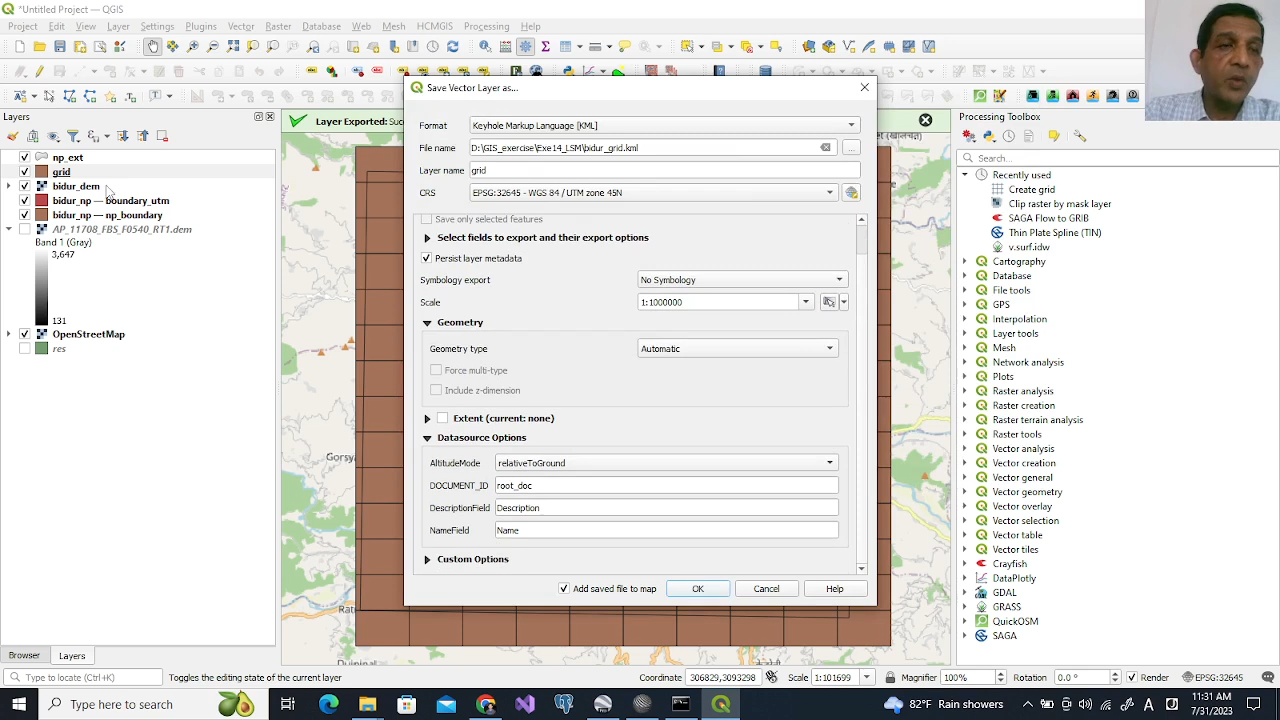 *Untitled Project — QGIS
Project Edit View Layer Settings Plugins Vector Raster Database Web Mesh HCMGIS Processing Help
Layers
Layer Exported: Suc
Save Vector Layer as...
Format
Keyhole Markup Language [KML]
File name
D:\GIS_exercise\Exe14_LSM\bidur_grid.kml
...
Layer name
grid
CRS
EPSG:32645 - WGS 84 / UTM zone 45N
Save only selected features
Select fields to export and their export options
Persist layer metadata
Symbology export
No Symbology
Scale
1:1000000
Geometry
Geometry type
Automatic
Force multi-type
Include z-dimension
Extent (current: none)
Datasource Options
AltitudeMode
relativeToGround
DOCUMENT_ID
root_doc
DescriptionField
Description
NameField
Name
Custom Options
Add saved file to map
OK
Cancel
Help
np_ext
grid
bidur_dem
bidur_np — boundary_utm
bidur_np — np_boundary
AP_11708_FBS_F0540_RT1.dem
Band 1 (Gray)
3,647
131
OpenStreetMap
res
Gorsya
Processing Toolbox
Search...
Recently used
Create grid
Clip raster by mask layer
SAGA Flow to GRIB
Thin Plate Spline (TIN)
v.surf.idw
Cartography
Database
File tools
GPS
Interpolation
Layer tools
Mesh
Network analysis
Plots
Raster analysis
Raster creation
Raster terrain analysis
Raster tools
Vector analysis
Vector creation
Vector general
Vector geometry
Vector overlay
Vector selection
Vector table
Vector tiles
Crayfish
DataPlotly
GDAL
GRASS
QuickOSM
SAGA
Browser
Layers
Type to locate (Ctrl+K)
Toggles the editing state of the current layer
Coordinate
306829,3093298
Scale
1:101699
Magnifier
100%
Rotation
0.0 °
Render
EPSG:32645
Type here to search
82°F Rain showers
A
11:31 AM
7/31/2023